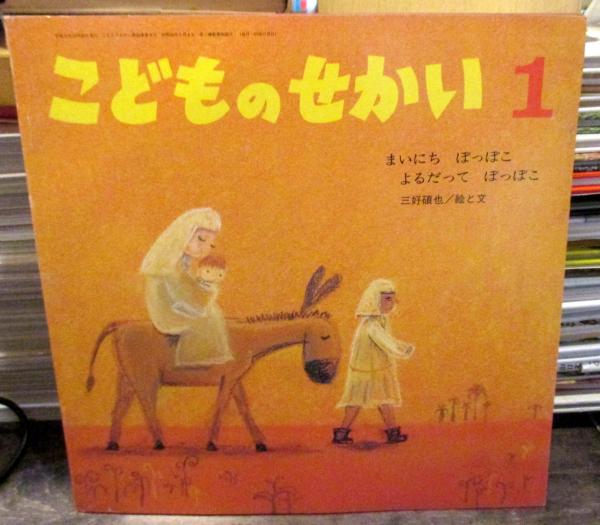 こどものせかい 1
まいにち ぽっぽこ
よるだって ぽっぽこ
三好碩也/絵と文